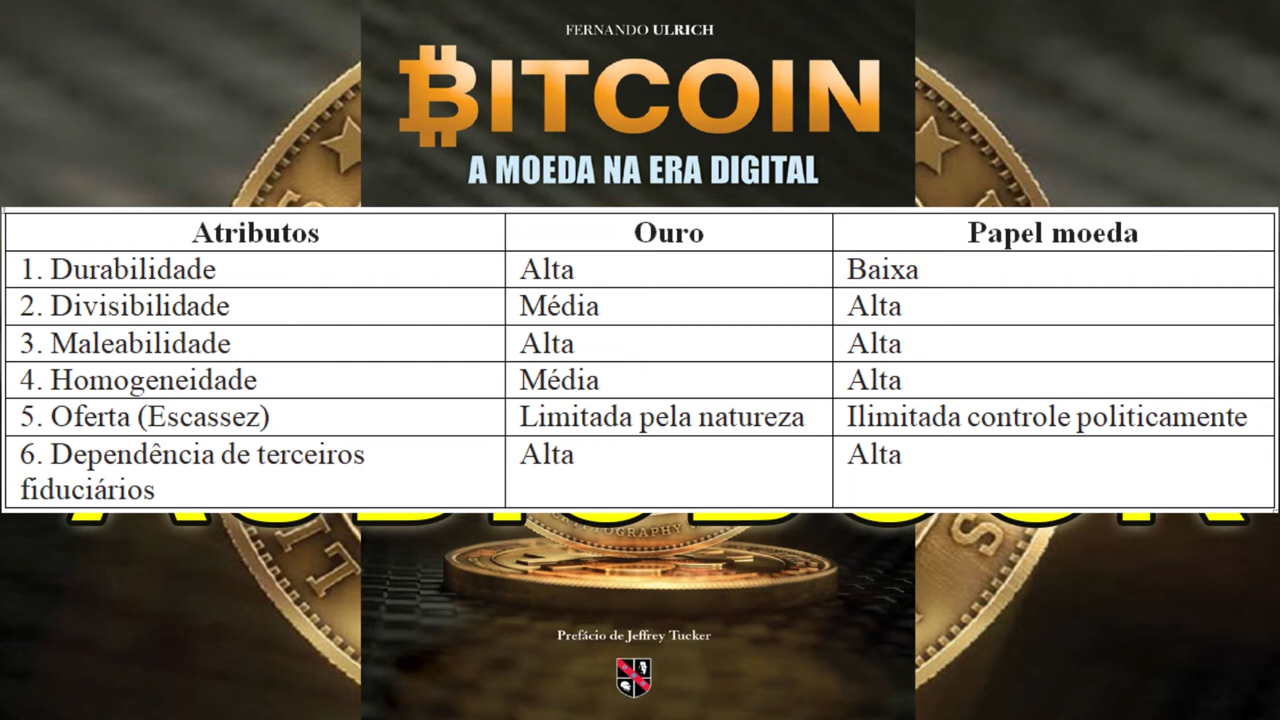 FERNANDO ULRICH
BITCOIN
A MOEDA NA ERA DIGITAL
Atributos Ouro Papel moeda
1. Durabilidade Alta Baixa
2. Divisibilidade Média Alta
3. Maleabilidade Alta Alta
4. Homogeneidade Média Alta
5. Oferta (Escassez) Limitada pela natureza Ilimitada controle politicamente
6. Dependência de terceiros Alta Alta
fiduciários
Prefácio de Jeffrey Tucker